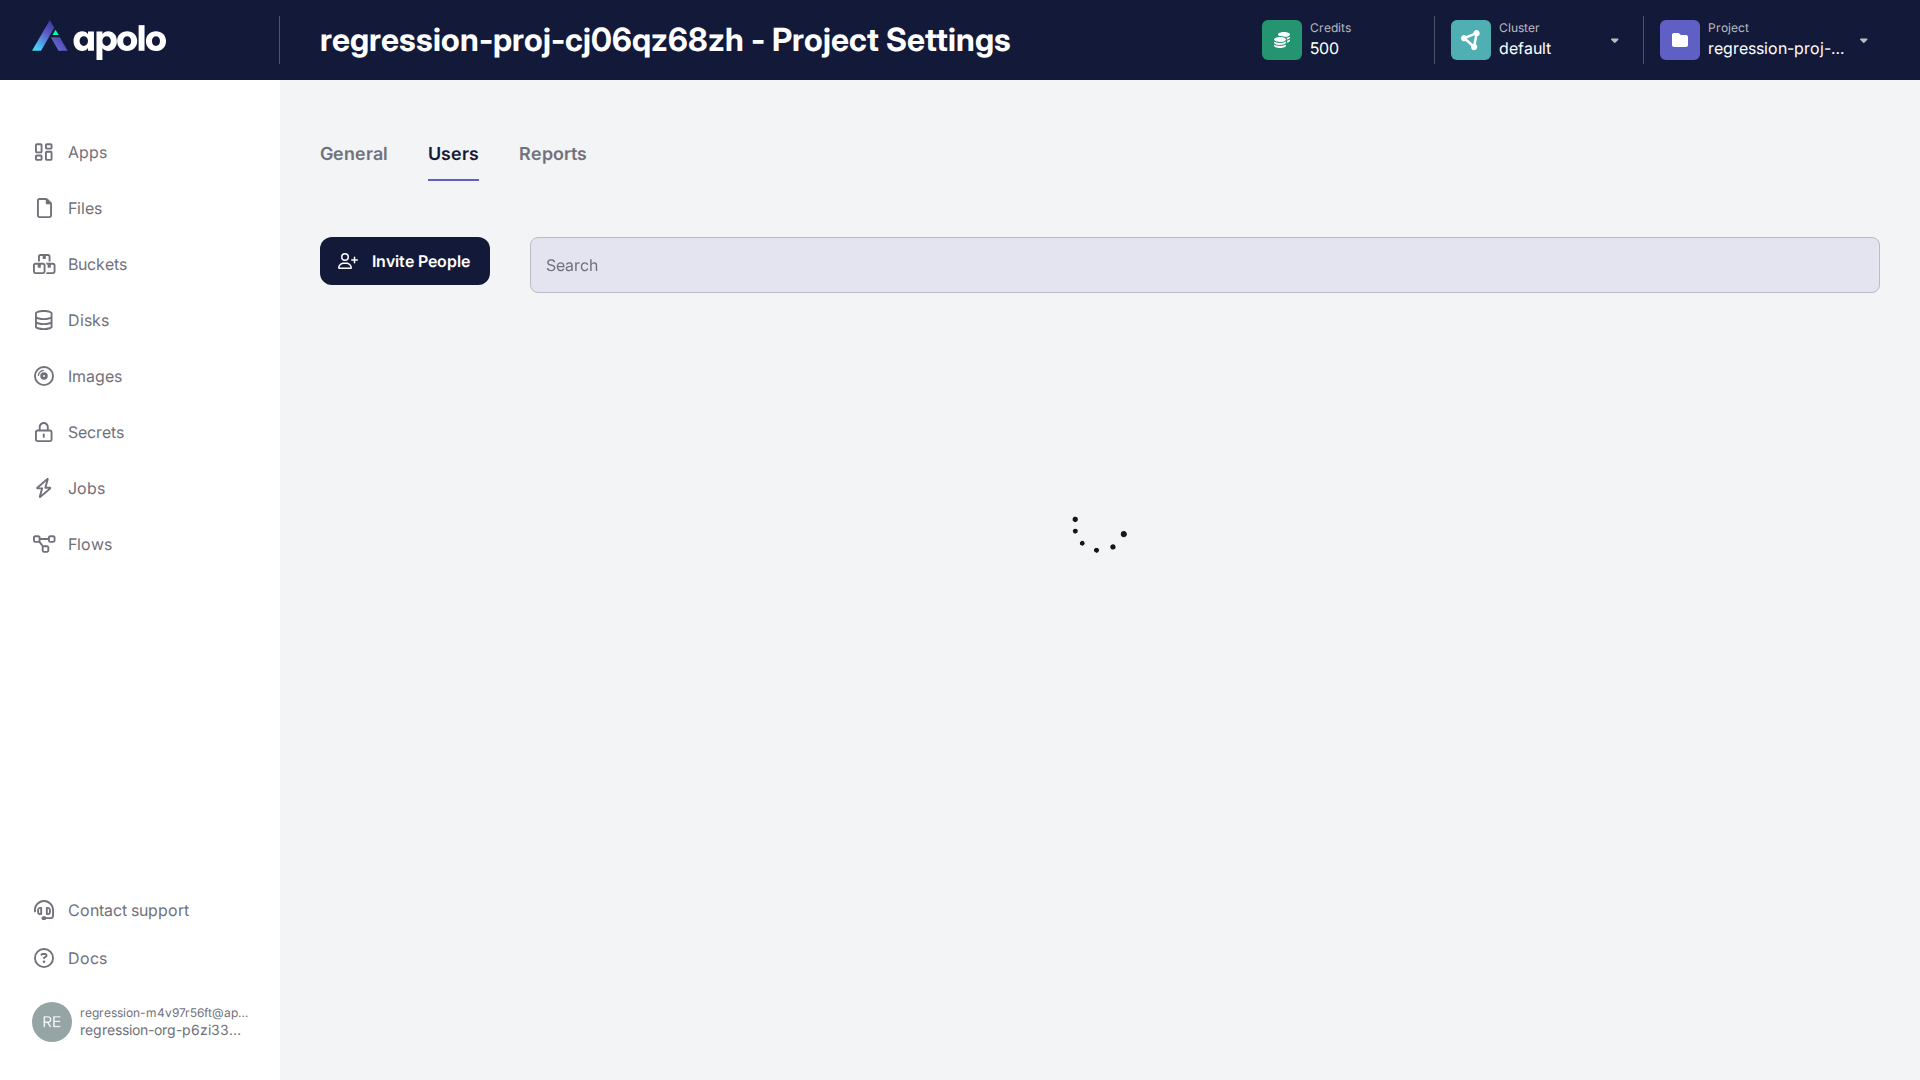 apolo
regression-proj-cj06qz68zh - Project Settings
Credits
500
Cluster
default
Project
regression-proj-...
Apps
Files
Buckets
Disks
Images
Secrets
Jobs
Flows
General
Users
Reports
Invite People
Search
Contact support
Docs
RE
regression-m4v97r56ft@ap...
regression-org-p6zi33...